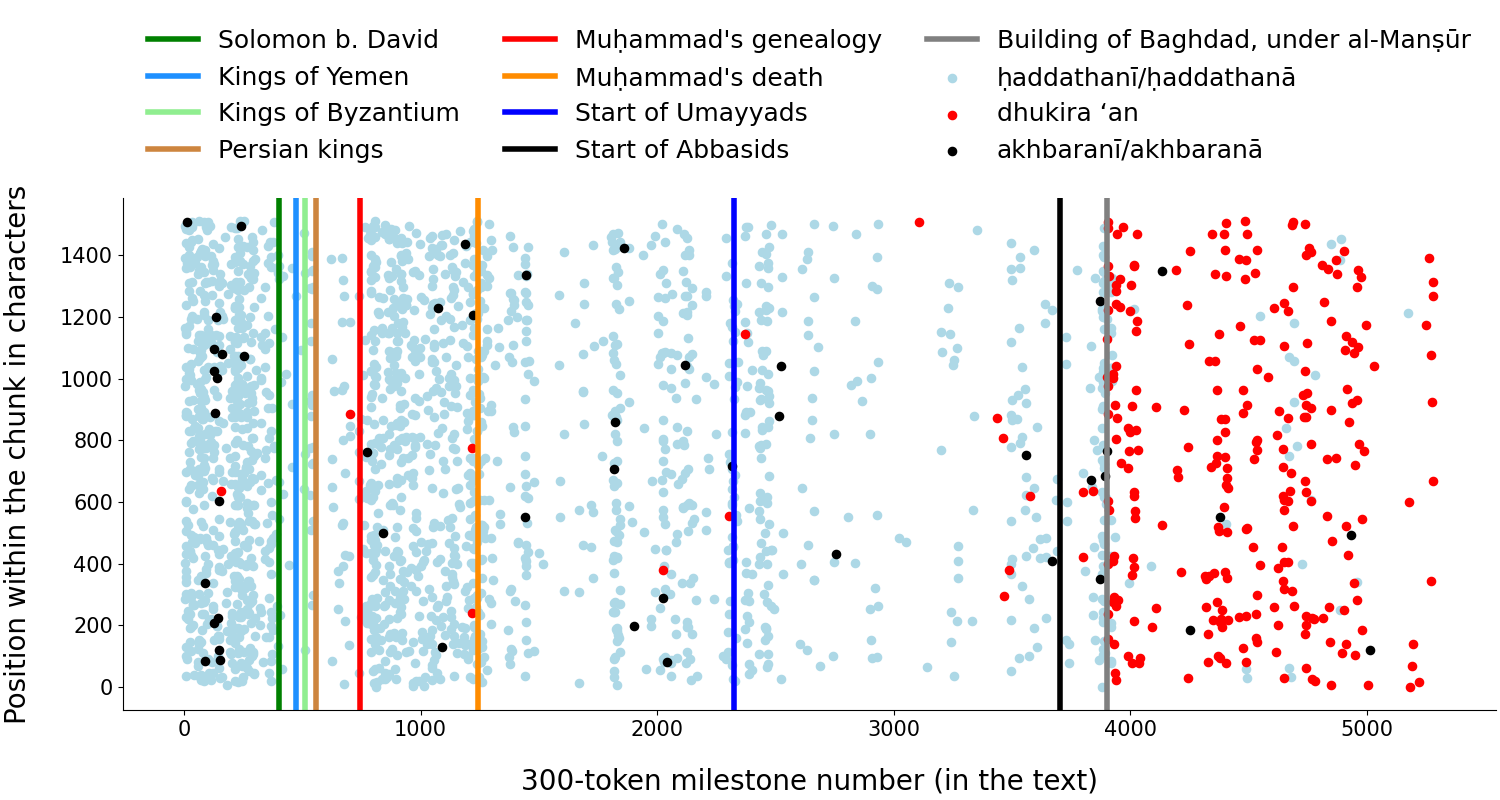 Solomon b. David
Kings of Yemen
Kings of Byzantium
Persian kings
Muḥammad's genealogy
Muḥammad's death
Start of Umayyads
Start of Abbasids
Building of Baghdad, under al-Manṣūr
ḥaddathanī/ḥaddathanā
dhukira ʻan
akhbaranī/akhbaranā
Position within the chunk in characters
1400
1200
1000
800
600
400
200
0
0 1000 2000 3000 4000 5000
300-token milestone number (in the text)